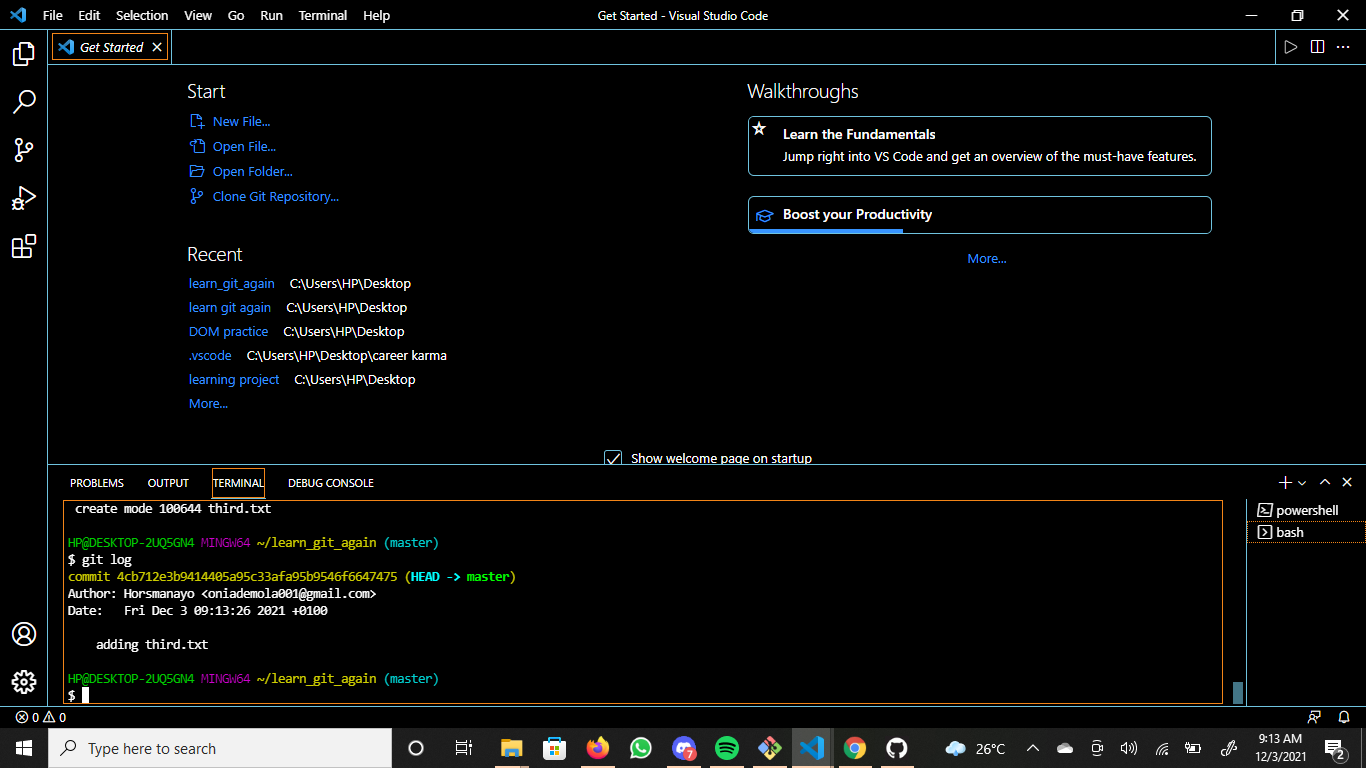 File Edit Selection View Go Run Terminal Help
Get Started - Visual Studio Code
Get Started
Start
New File...
Open File...
Open Folder...
Clone Git Repository...
Recent
learn_git_again C:\Users\HP\Desktop
learn git again C:\Users\HP\Desktop
DOM practice C:\Users\HP\Desktop
.vscode C:\Users\HP\Desktop\career karma
learning project C:\Users\HP\Desktop
More...
Walkthroughs
Learn the Fundamentals
Jump right into VS Code and get an overview of the must-have features.
Boost your Productivity
More...
Show welcome page on startup
PROBLEMS OUTPUT TERMINAL DEBUG CONSOLE
create mode 100644 third.txt
HP@DESKTOP-2UQ5GN4 MINGW64 ~/learn_git_again (master)
$ git log
commit 4cb712e3b9414405a95c33afa95b9546f6647475 (HEAD -> master)
Author: Horsmanayo <oniademola001@gmail.com>
Date: Fri Dec 3 09:13:26 2021 +0100
adding third.txt
HP@DESKTOP-2UQ5GN4 MINGW64 ~/learn_git_again (master)
$
powershell
bash
0 0
Type here to search
7
26°C
9:13 AM
12/3/2021
2